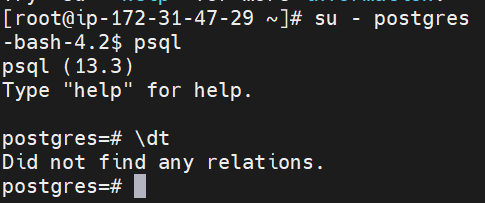 [root@ip-172-31-47-29 ~]# su - postgres
-bash-4.2$ psql
psql (13.3)
Type "help" for help.

postgres=# \dt
Did not find any relations.
postgres=#